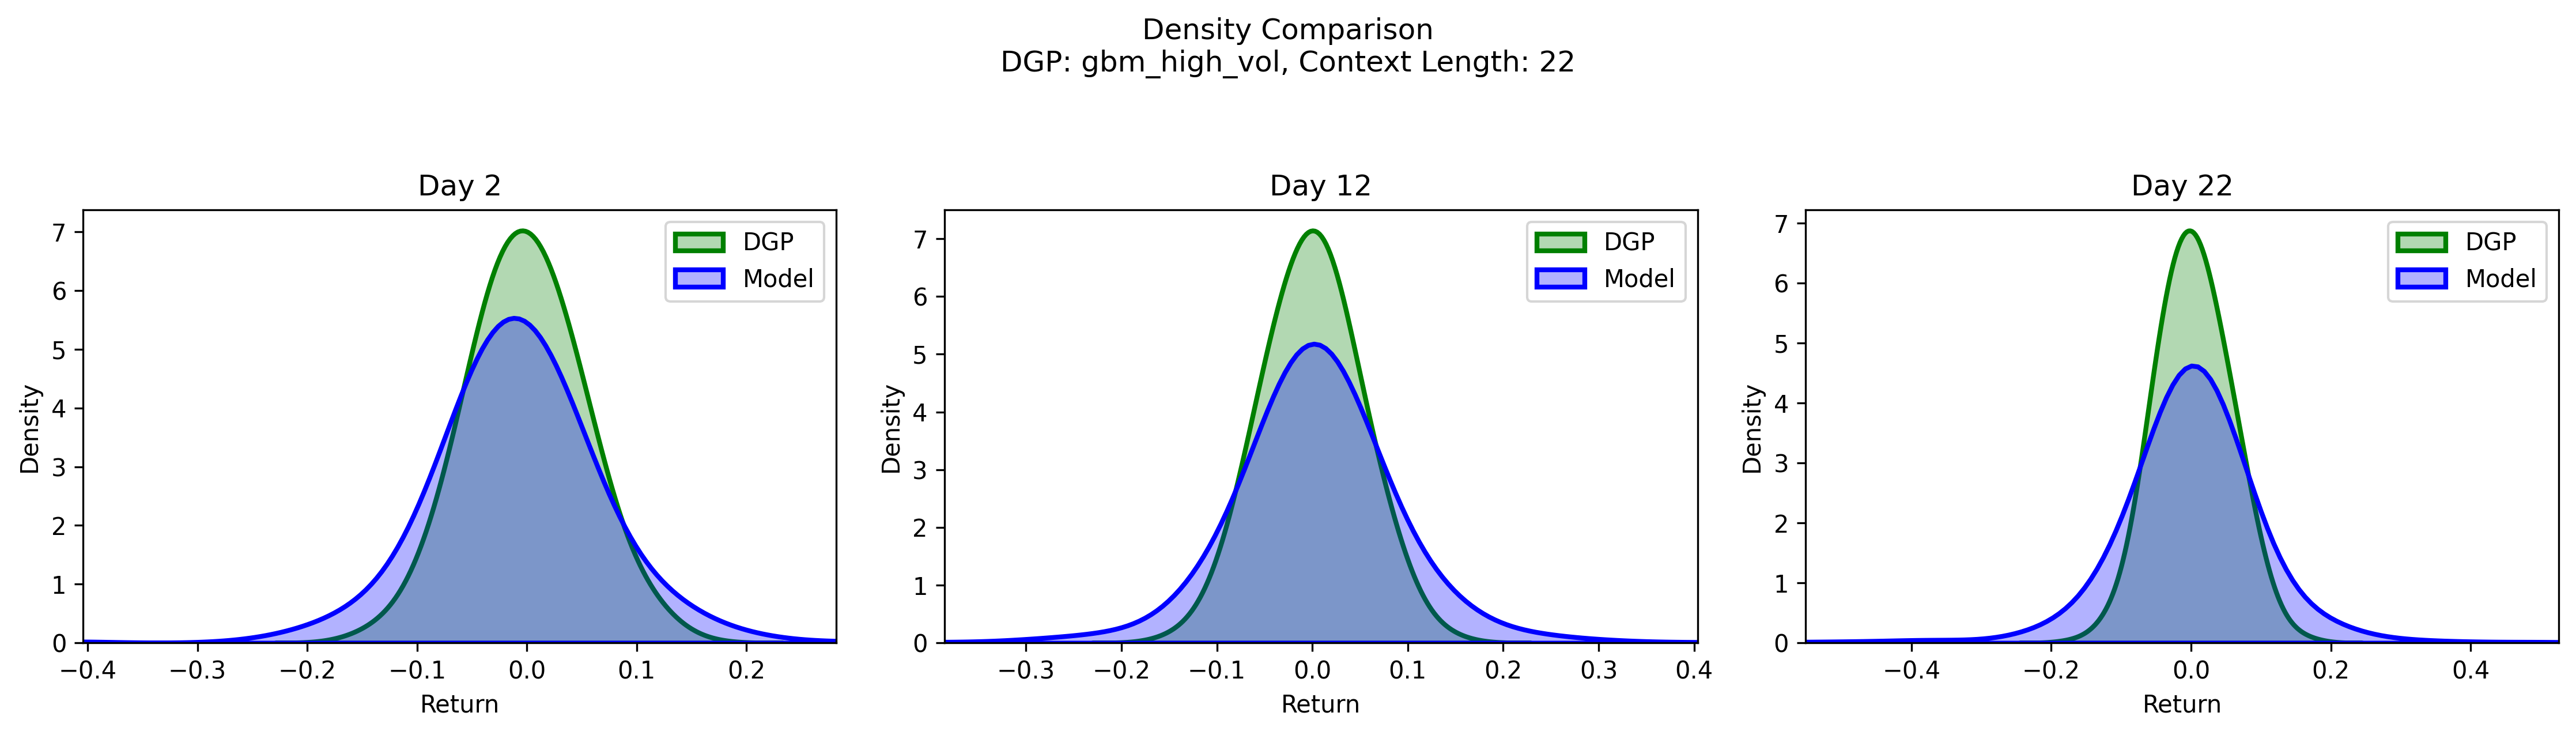 Density Comparison
DGP: gbm_high_vol, Context Length: 22
Day 2
7
6
5
4
3
2
1
0
Density
−0.4
−0.3
−0.2
−0.1
0.0
0.1
0.2
Return
DGP
Model
Day 12
7
6
5
4
3
2
1
0
Density
−0.3
−0.2
−0.1
0.0
0.1
0.2
0.3
0.4
Return
DGP
Model
Day 22
7
6
5
4
3
2
1
0
Density
−0.4
−0.2
0.0
0.2
0.4
Return
DGP
Model